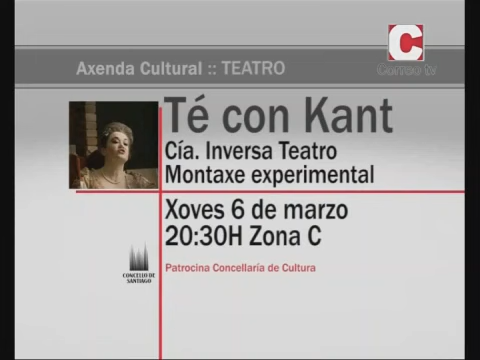 C
Correo tv
Axenda Cultural :: TEATRO
Té con Kant
Cía. Inversa Teatro
Montaxe experimental
Xoves 6 de marzo
20:30H Zona C
Patrocina Concellaría de Cultura
CONCELLO DE
SANTIAGO